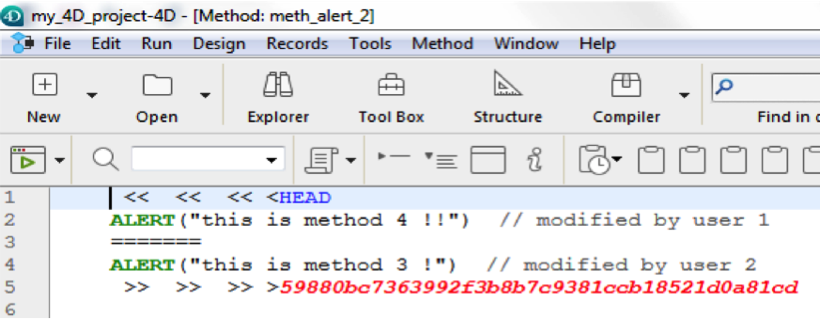 my_4D_project-4D - [Method: meth_alert_2]
File Edit Run Design Records Tools Method Window Help
New Open Explorer Tool Box Structure Compiler Find in
1 << << << <HEAD
2 ALERT("this is method 4 !!") // modified by user 1
3 =======
4 ALERT("this is method 3 !") // modified by user 2
5 >> >> >> >59880bc7363992f3b8b7c9381ccb18521d0a81cd
6